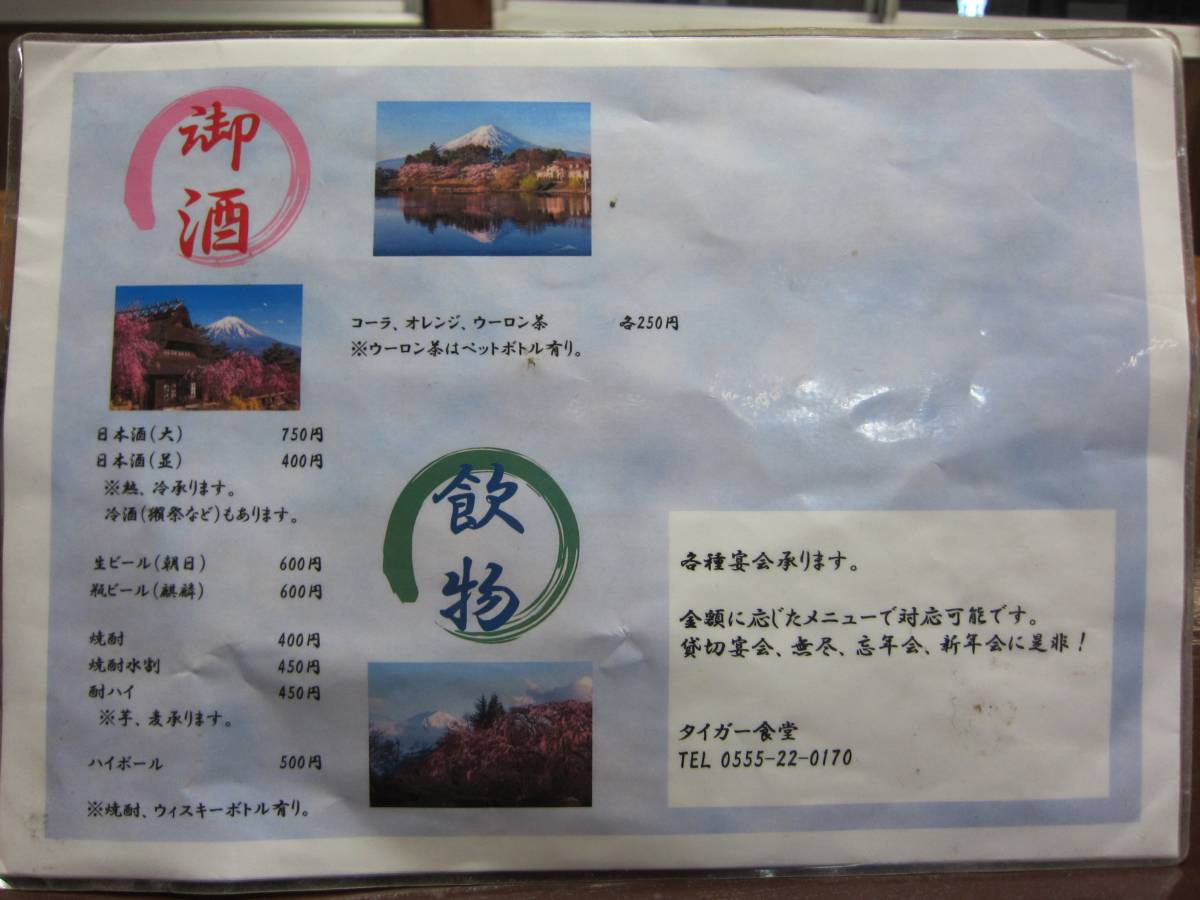 御
酒
日本酒(大) 750円
日本酒(並) 400円
※熱、冷承ります。
冷酒(獺祭など)もあります。
生ビール(朝日) 600円
瓶ビール(麒麟) 600円
焼酎 400円
焼酎水割 450円
酎ハイ 450円
※芋、麦承ります。
ハイボール 500円
※焼酎、ウィスキーボトル有り。
コーラ、オレンジ、ウーロン茶 各250円
※ウーロン茶はペットボトル有り。
飲
物
各種宴会承ります。
金額に応じたメニューで対応可能です。
貸切宴会、無尽、忘年会、新年会に是非！
タイガー食堂
TEL 0555-22-0170